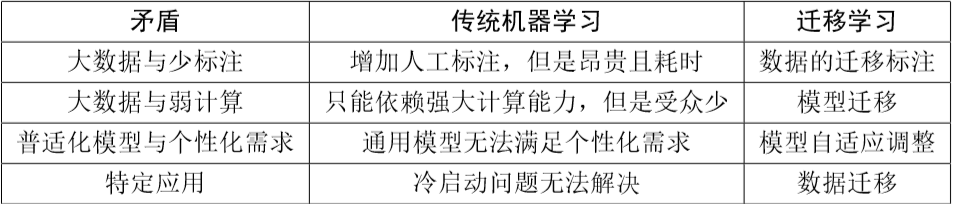 矛盾 传统机器学习 迁移学习
大数据与少标注 增加人工标注，但是昂贵且耗时 数据的迁移标注
大数据与弱计算 只能依赖强大计算能力，但是受众少 模型迁移
普适化模型与个性化需求 通用模型无法满足个性化需求 模型自适应调整
特定应用 冷启动问题无法解决 数据迁移